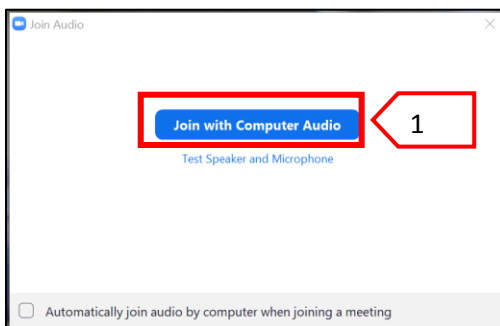 Join Audio
Join with Computer Audio
1
Test Speaker and Microphone
Automatically join audio by computer when joining a meeting